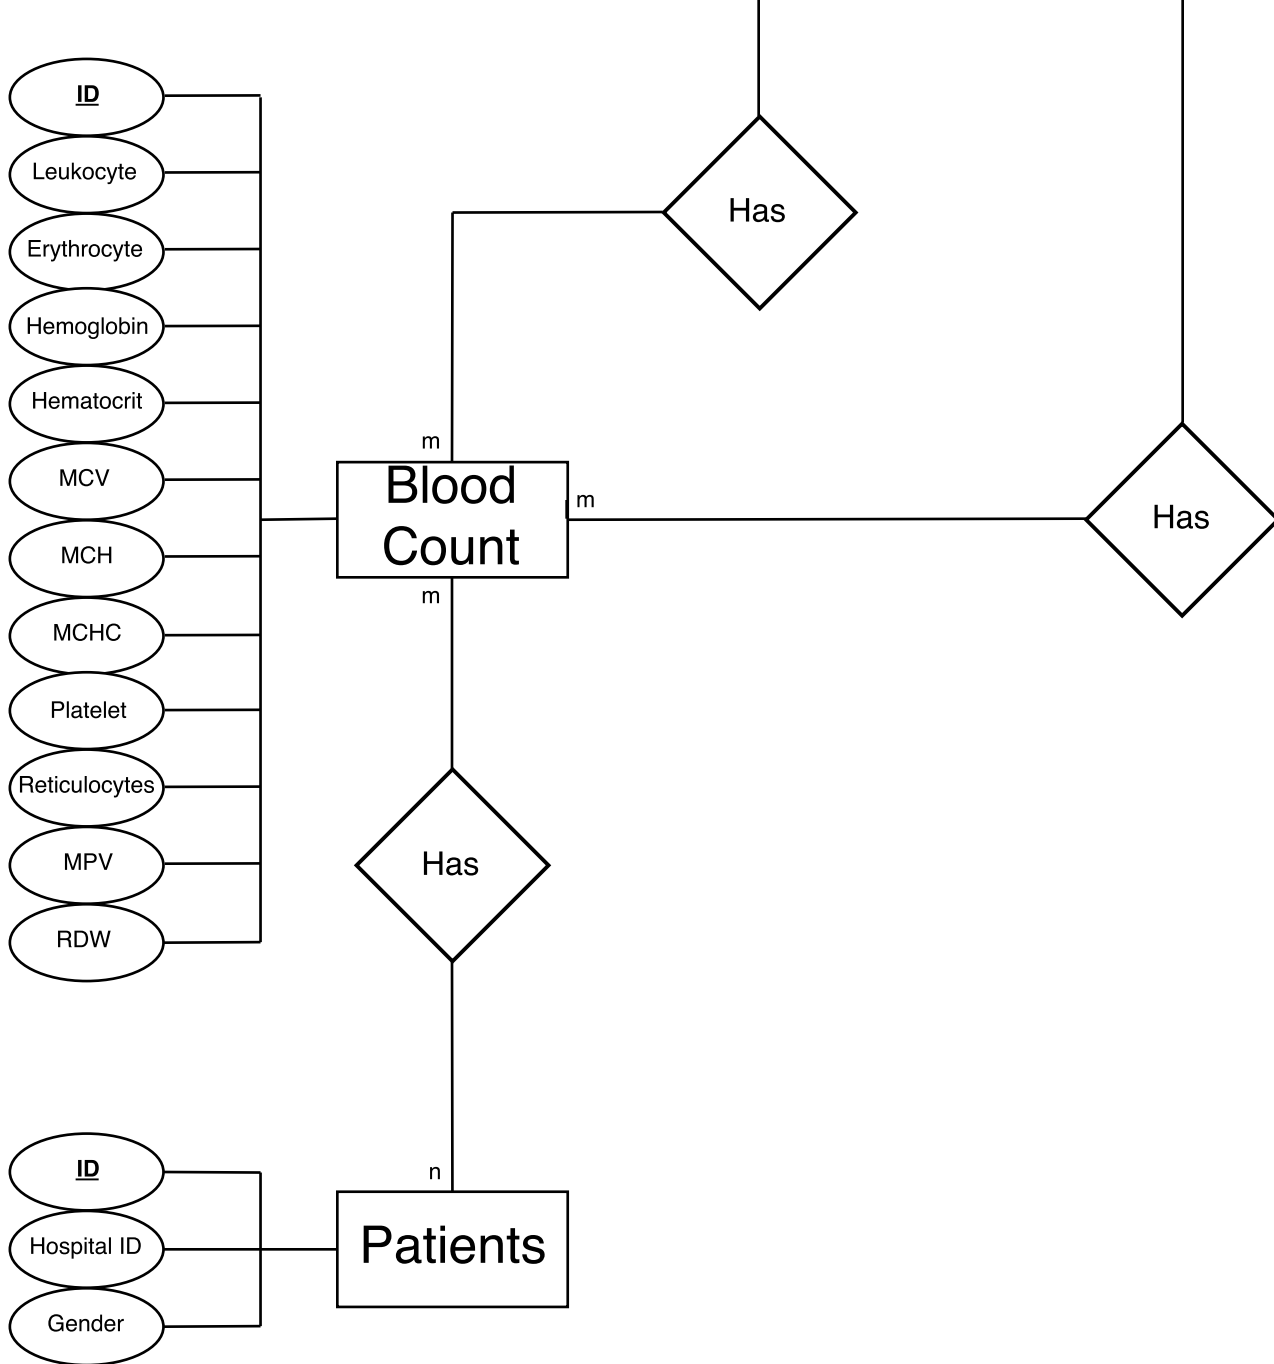 ID
Leukocyte
Erythrocyte
Hemoglobin
Hematocrit
MCV
MCH
MCHC
Platelet
Reticulocytes
MPV
RDW
Has
m
Blood
Count
m
Has
m
Has
n
ID
Hospital ID
Gender
Patients